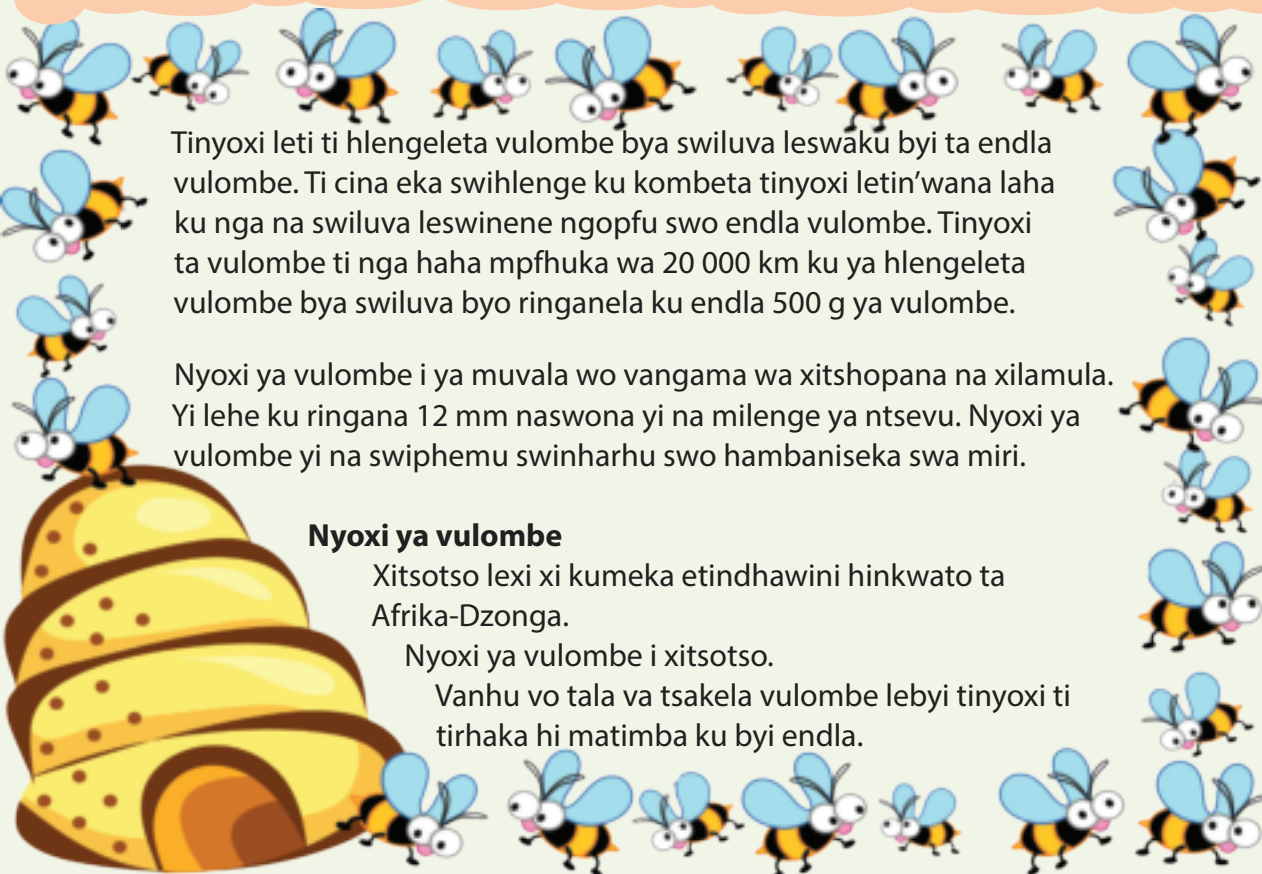 Tinyoxi leti ti hlengeleta vulombe bya swiluva leswaku byi ta endla
vulombe. Ti cina eka swihlenge ku kombeta tinyoxi letin’wana laha
ku nga na swiluva leswinene ngopfu swo endla vulombe. Tinyoxi
ta vulombe ti nga haha mpfhuka wa 20 000 km ku ya hlengeleta
vulombe bya swiluva byo ringanela ku endla 500 g ya vulombe.
Nyoxi ya vulombe i ya muvala wo vangama wa xitshopana na xilamula.
Yi lehe ku ringana 12 mm naswona yi na milenge ya ntsevu. Nyoxi ya
vulombe yi na swiphemu swinharhu swo hambaniseka swa miri.
Nyoxi ya vulombe
Xitsotso lexi xi kumeka etindhawini hinkwato ta
Afrika-Dzonga.
Nyoxi ya vulombe i xitsotso.
Vanhu vo tala va tsakela vulombe lebyi tinyoxi ti
tirhaka hi matimba ku byi endla.